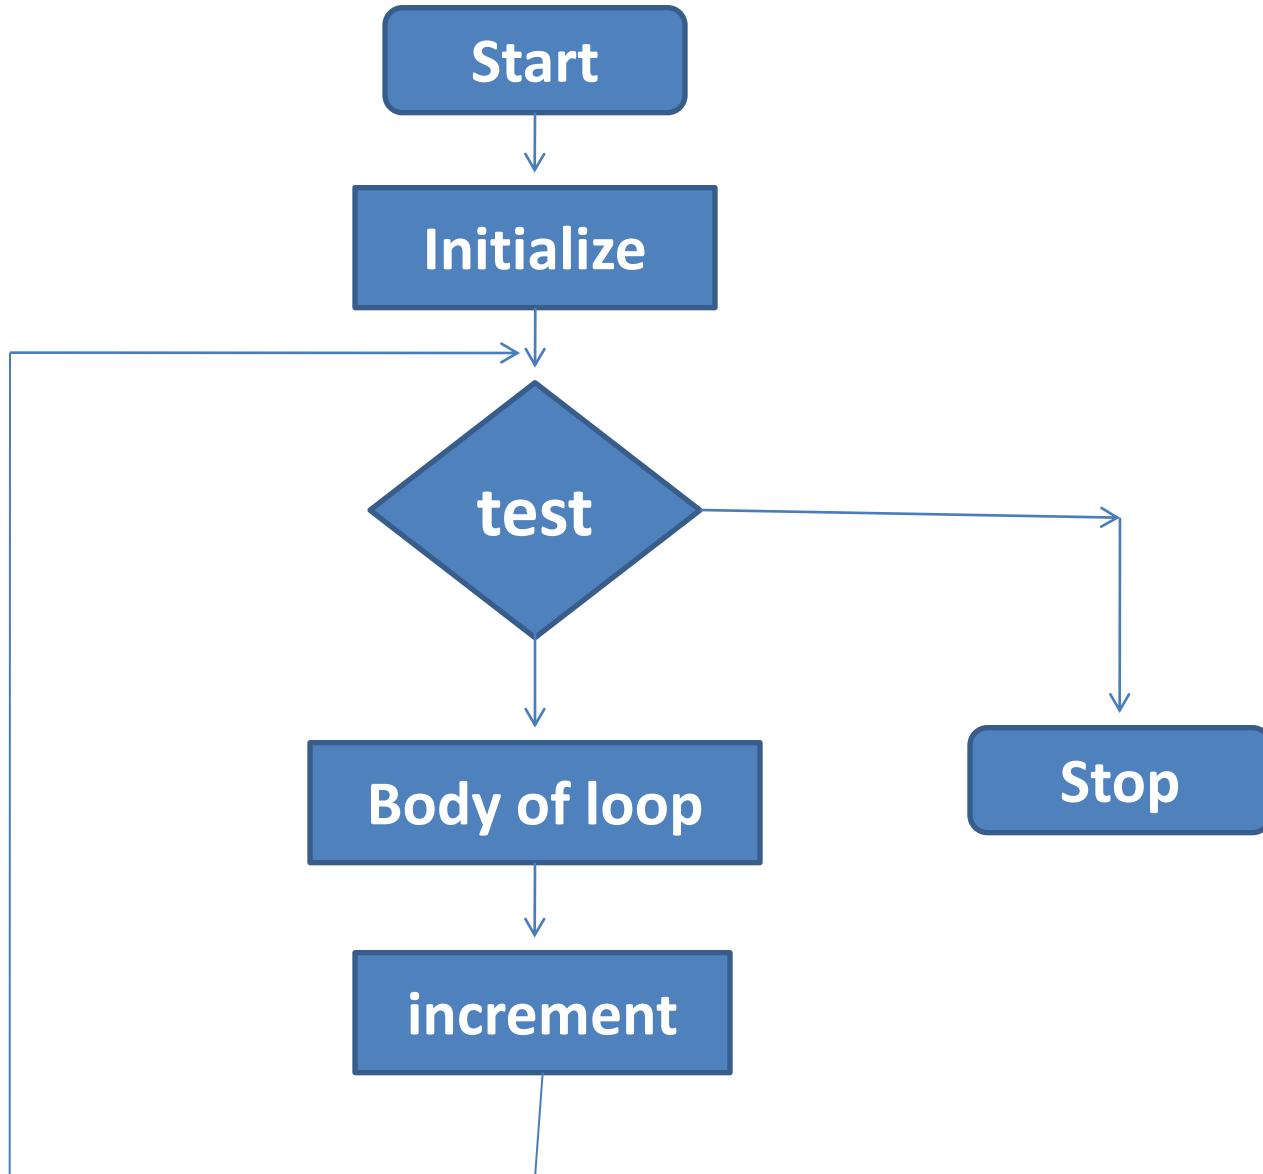 Start
Initialize
test
Body of loop
Stop
increment